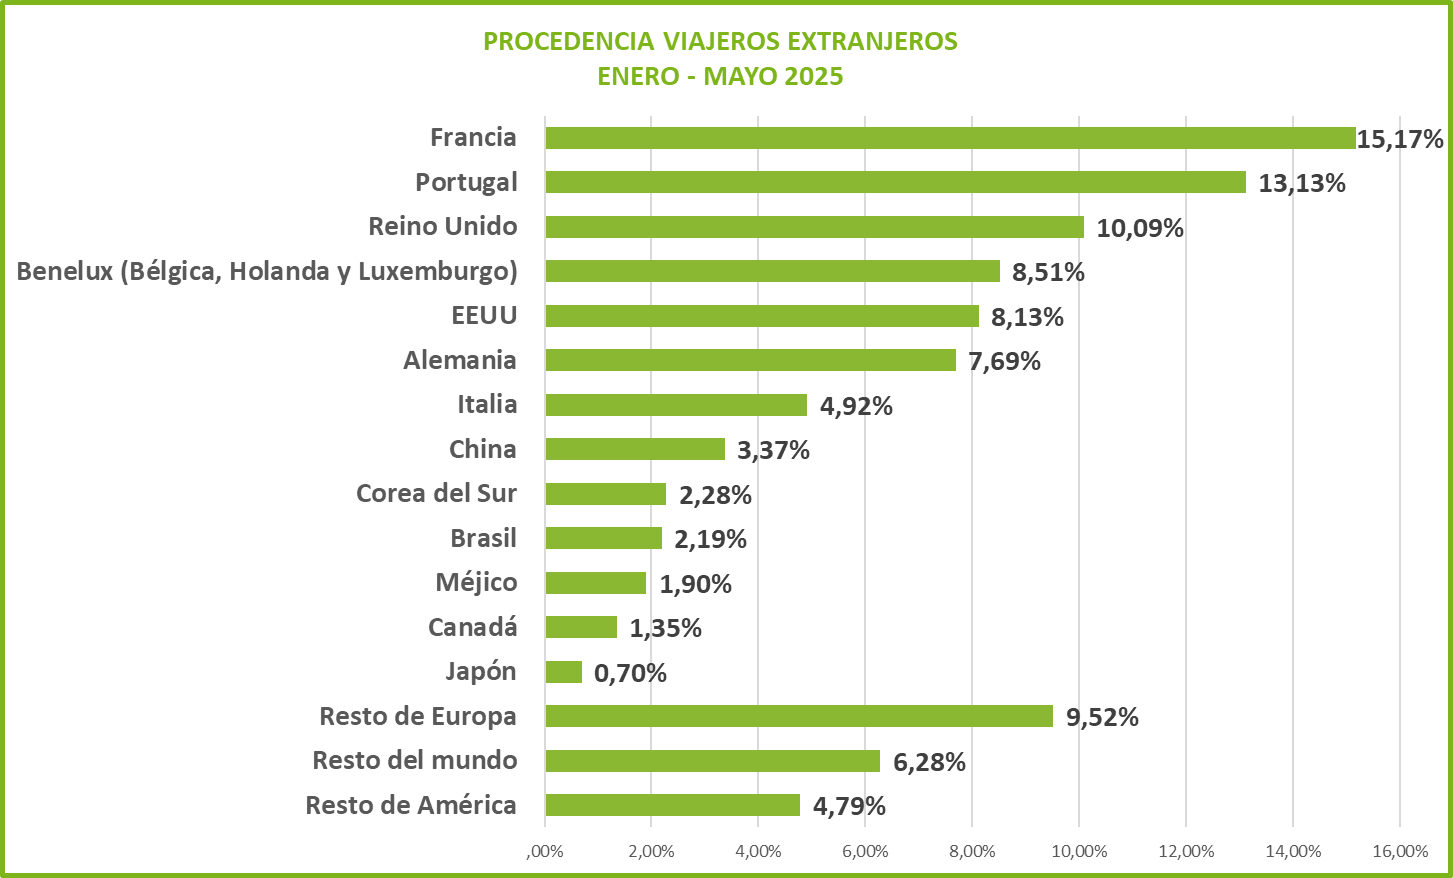 PROCEDENCIA VIAJEROS EXTRANJEROS
ENERO - MAYO 2025
Francia 15,17%
Portugal 13,13%
Reino Unido 10,09%
Benelux (Bélgica, Holanda y Luxemburgo) 8,51%
EEUU 8,13%
Alemania 7,69%
Italia 4,92%
China 3,37%
Corea del Sur 2,28%
Brasil 2,19%
Méjico 1,90%
Canadá 1,35%
Japón 0,70%
Resto de Europa 9,52%
Resto del mundo 6,28%
Resto de América 4,79%
,00% 2,00% 4,00% 6,00% 8,00% 10,00% 12,00% 14,00% 16,00%